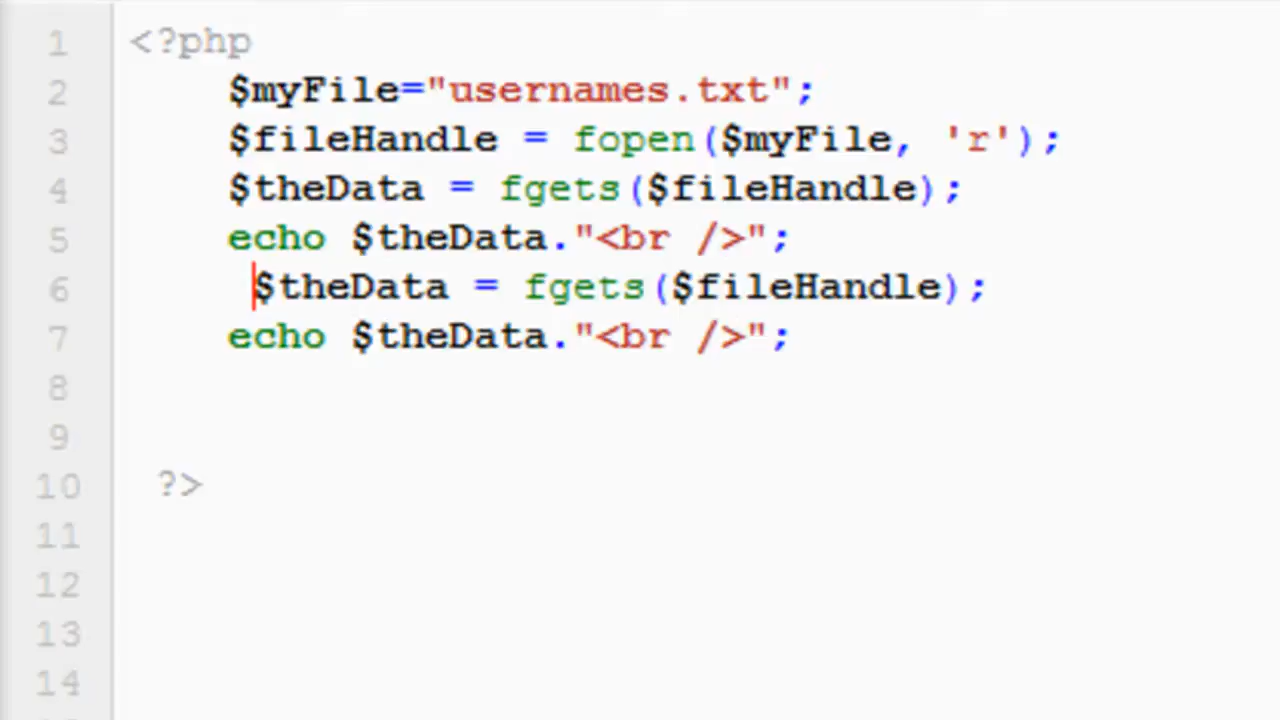 1 <?php
2 $myFile="usernames.txt";
3 $fileHandle = fopen($myFile, 'r');
4 $theData = fgets($fileHandle);
5 echo $theData."<br />";
6 $theData = fgets($fileHandle);
7 echo $theData."<br />";
8
9
10 ?>
11
12
13
14